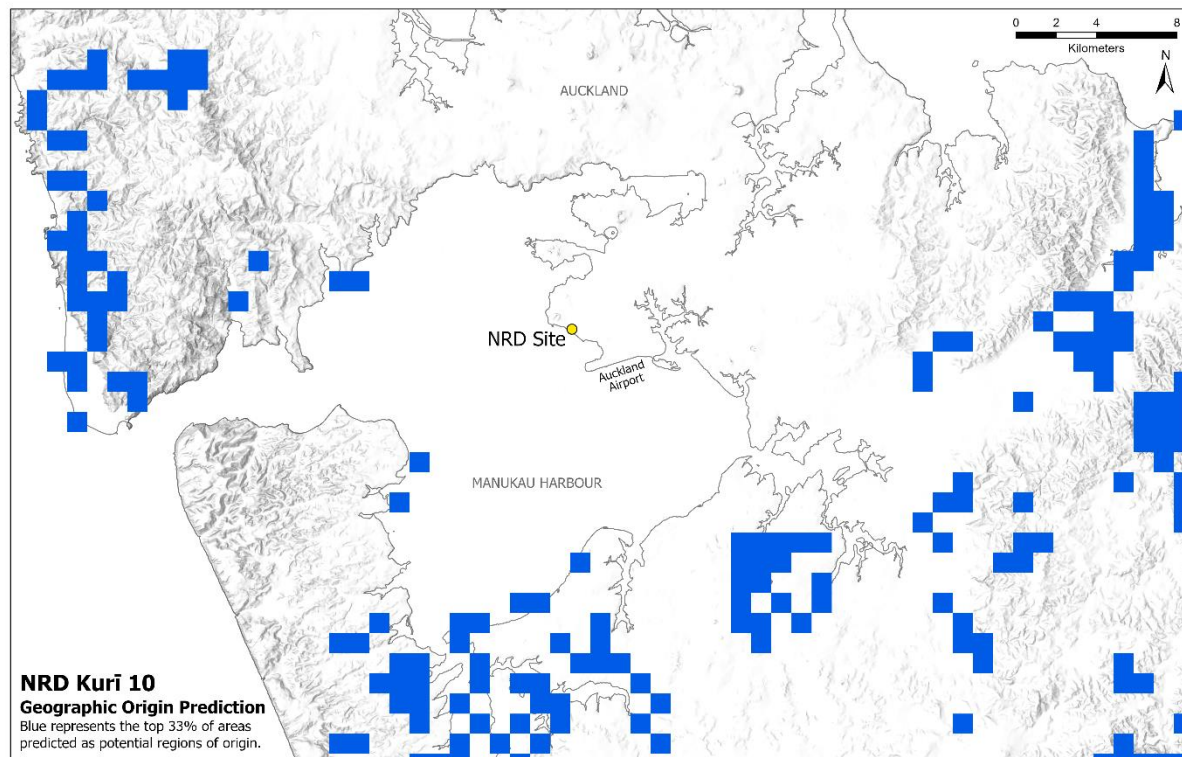 0 2 4 8
Kilometers
N
AUCKLAND
NRD Site
Auckland
Airport
MANUKAU HARBOUR
NRD Kurī 10
Geographic Origin Prediction
Blue represents the top 33% of areas
predicted as potential regions of origin.